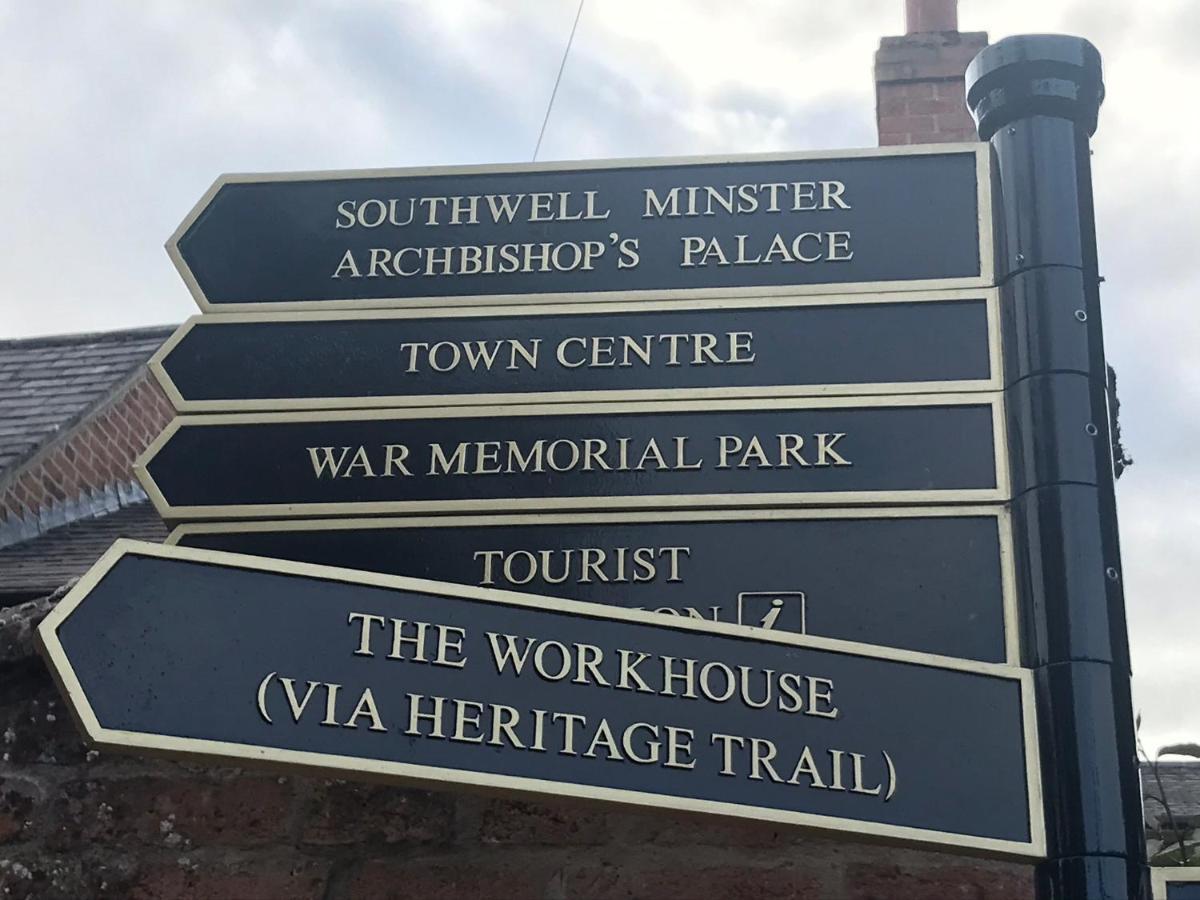 SOUTHWELL MINSTER
ARCHBISHOP'S PALACE
TOWN CENTRE
WAR MEMORIAL PARK
TOURIST
i
THE WORKHOUSE
(VIA HERITAGE TRAIL)